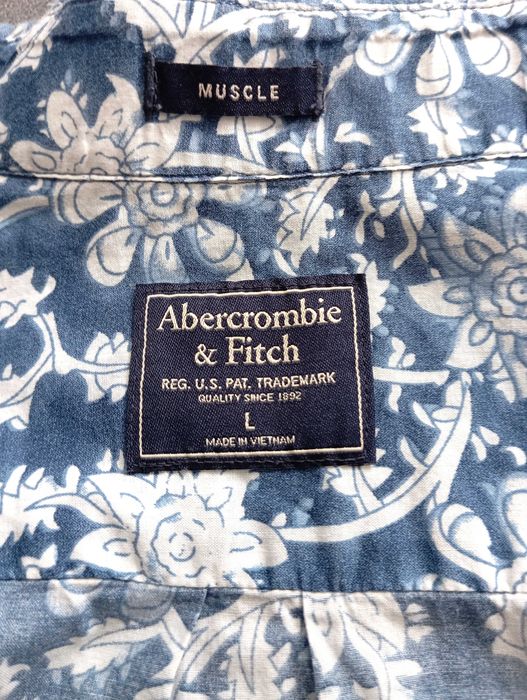 MUSCLE
Abercrombie
& Fitch
REG. U.S. PAT. TRADEMARK
QUALITY SINCE 1892
L
MADE IN VIETNAM